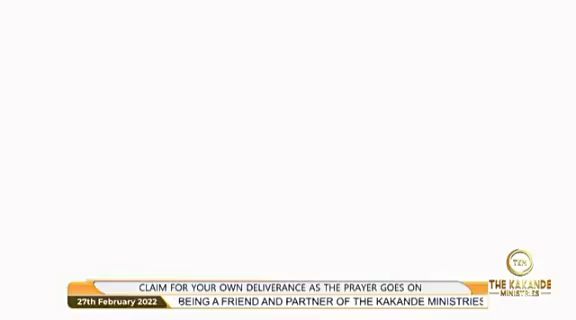 TKM
THE KAKANDE
MINISTRIES
CLAIM FOR YOUR OWN DELIVERANCE AS THE PRAYER GOES ON
27th February 2022
BEING A FRIEND AND PARTNER OF THE KAKANDE MINISTRIES